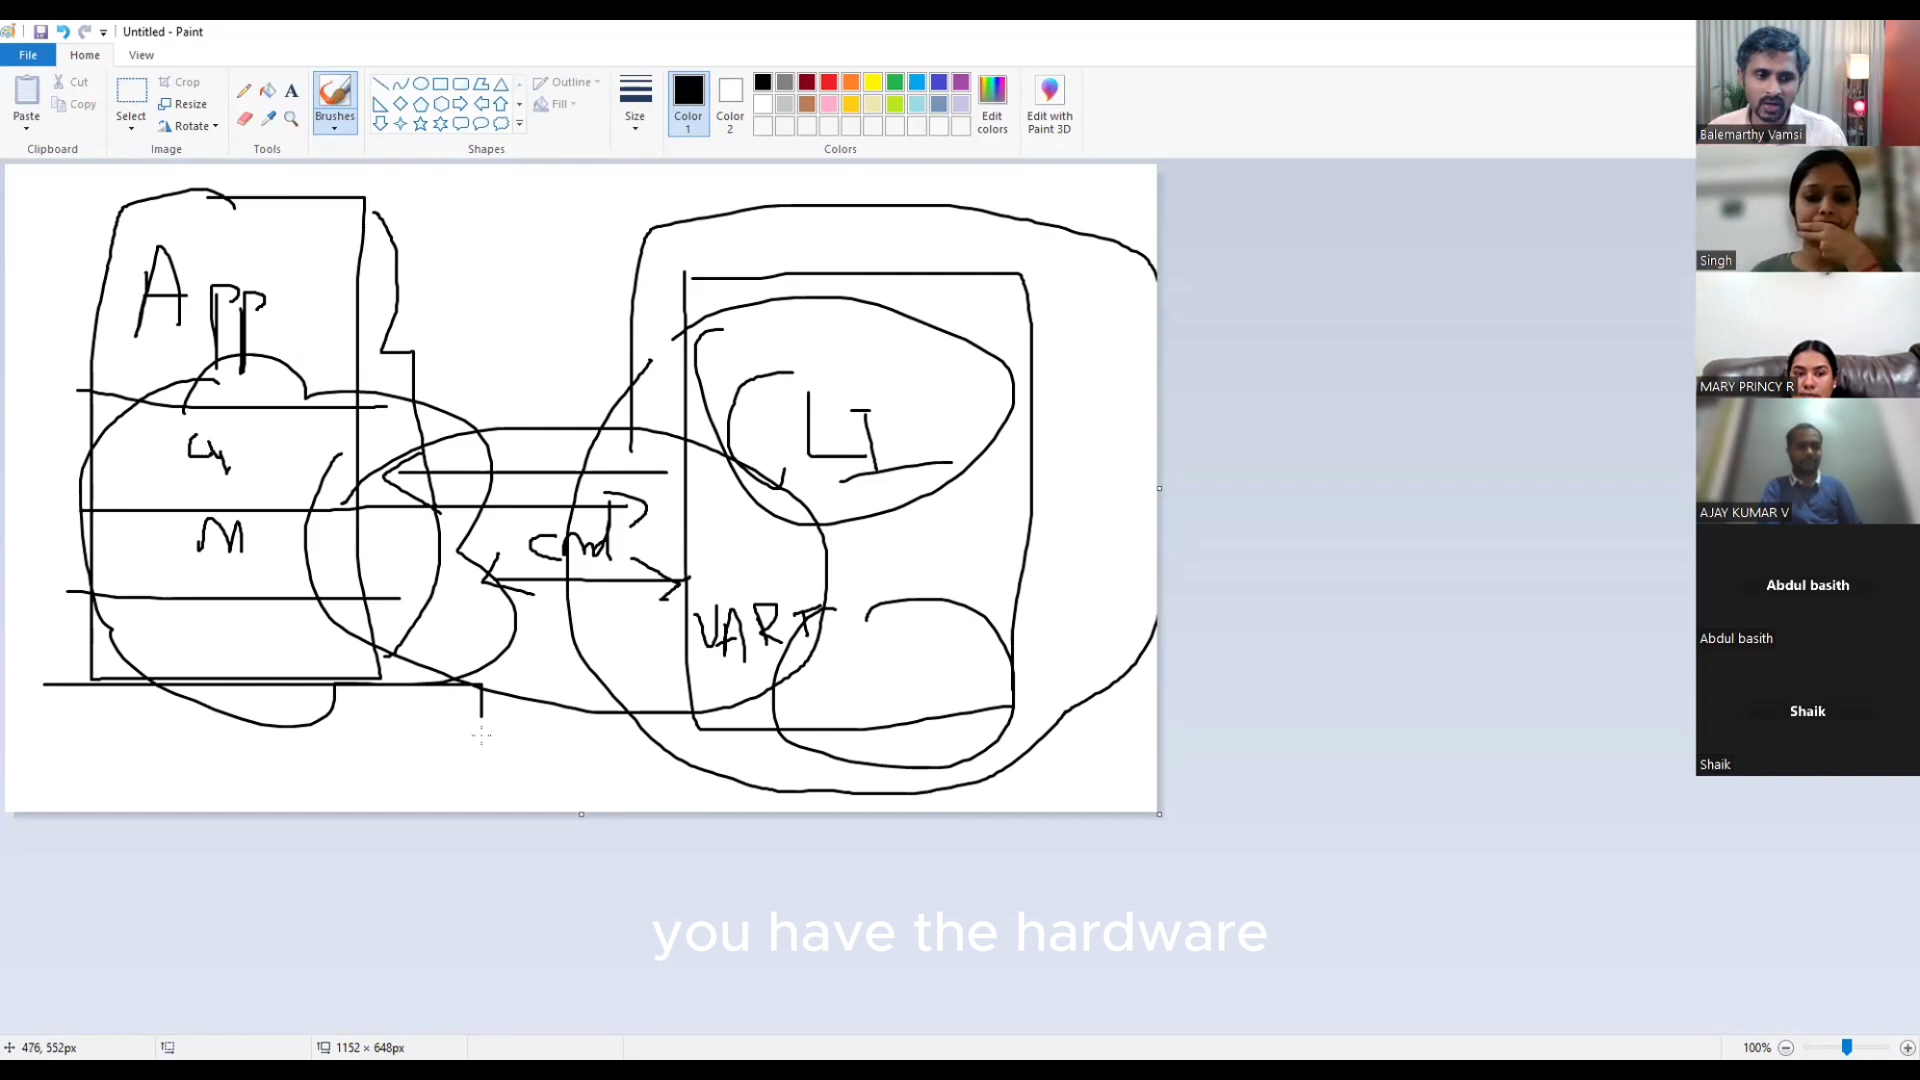 Untitled - Paint
File Home View
Paste
Cut
Copy
Clipboard
Select
Crop
Resize
Rotate
Image
Tools
Brushes
Shapes
Outline
Fill
Size
Color 1
Color 2
Edit colors
Edit with Paint 3D
Colors
App
M
cmd
UART
you have the hardware
Balemarthy Vamsi
Singh
MARY PRINCY R
AJAY KUMAR V
Abdul basith
Abdul basith
Shaik
Shaik
476, 552px
1152 × 648px
100%